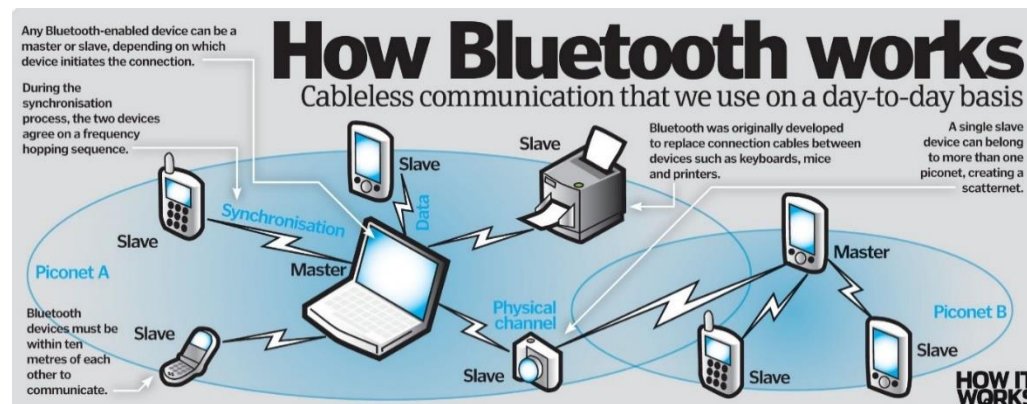 How Bluetooth works
Cableless communication that we use on a day-to-day basis
Any Bluetooth-enabled device can be a
master or slave, depending on which
device initiates the connection.
During the
synchronisation
process, the two devices
agree on a frequency
hopping sequence.
Bluetooth was originally developed
to replace connection cables between
devices such as keyboards, mice
and printers.
A single slave
device can belong
to more than one
piconet, creating a
scatternet.
Slave
Slave
Slave
Synchronisation
Data
Master
Piconet A
Master
Physical
channel
Piconet B
Bluetooth
devices must be
within ten
metres of each
other to
communicate.
Slave
Slave
Slave
Slave
HOW IT
WORKS